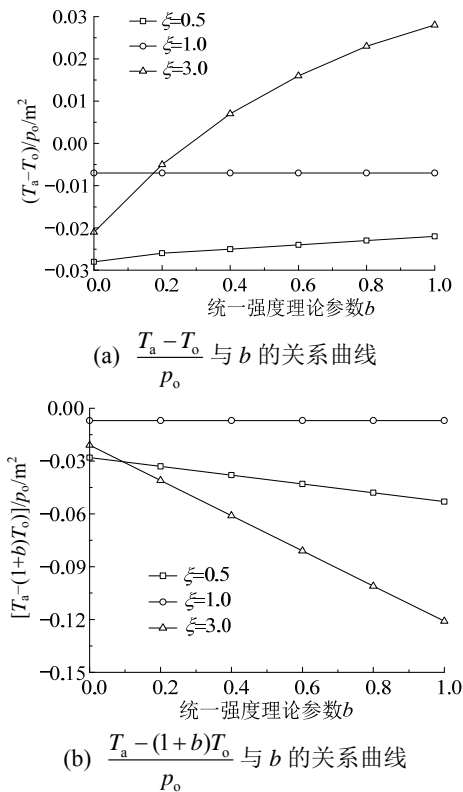 0.03
0.02
0.01
0.00
−0.01
−0.02
−0.03
(Ta−To)/po/m²
ξ=0.5
ξ=1.0
ξ=3.0
0.0 0.2 0.4 0.6 0.8 1.0
统一强度理论参数b
(a) (Ta − To)/po 与 b 的关系曲线
0.00
−0.03
−0.06
−0.09
−0.12
−0.15
[Ta−(1+b)To)]/po/m²
ξ=0.5
ξ=1.0
ξ=3.0
0.0 0.2 0.4 0.6 0.8 1.0
统一强度理论参数b
(b) (Ta − (1+b)To)/po 与 b 的关系曲线